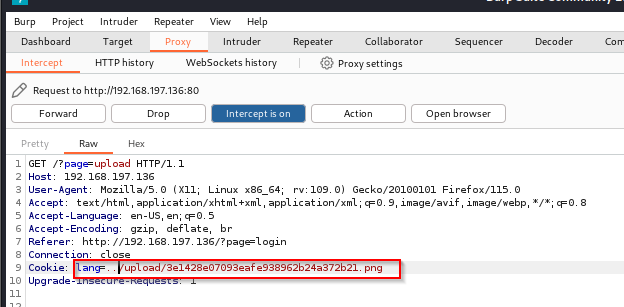 Burp Project Intruder Repeater View Help
Dashboard Target Proxy Intruder Repeater Collaborator Sequencer Decoder
Intercept HTTP history WebSockets history Proxy settings
Request to http://192.168.197.136:80
Forward Drop Intercept is on Action Open browser
Pretty Raw Hex
1 GET /?page=upload HTTP/1.1
2 Host: 192.168.197.136
3 User-Agent: Mozilla/5.0 (X11; Linux x86_64; rv:109.0) Gecko/20100101 Firefox/115.0
4 Accept: text/html,application/xhtml+xml,application/xml;q=0.9,image/avif,image/webp,*/*;q=0.8
5 Accept-Language: en-US,en;q=0.5
6 Accept-Encoding: gzip, deflate, br
7 Referer: http://192.168.197.136/?page=login
8 Connection: close
9 Cookie: lang=../upload/3e1428e07093eafe938962b24a372b21.png
10 Upgrade-Insecure-Requests: 1